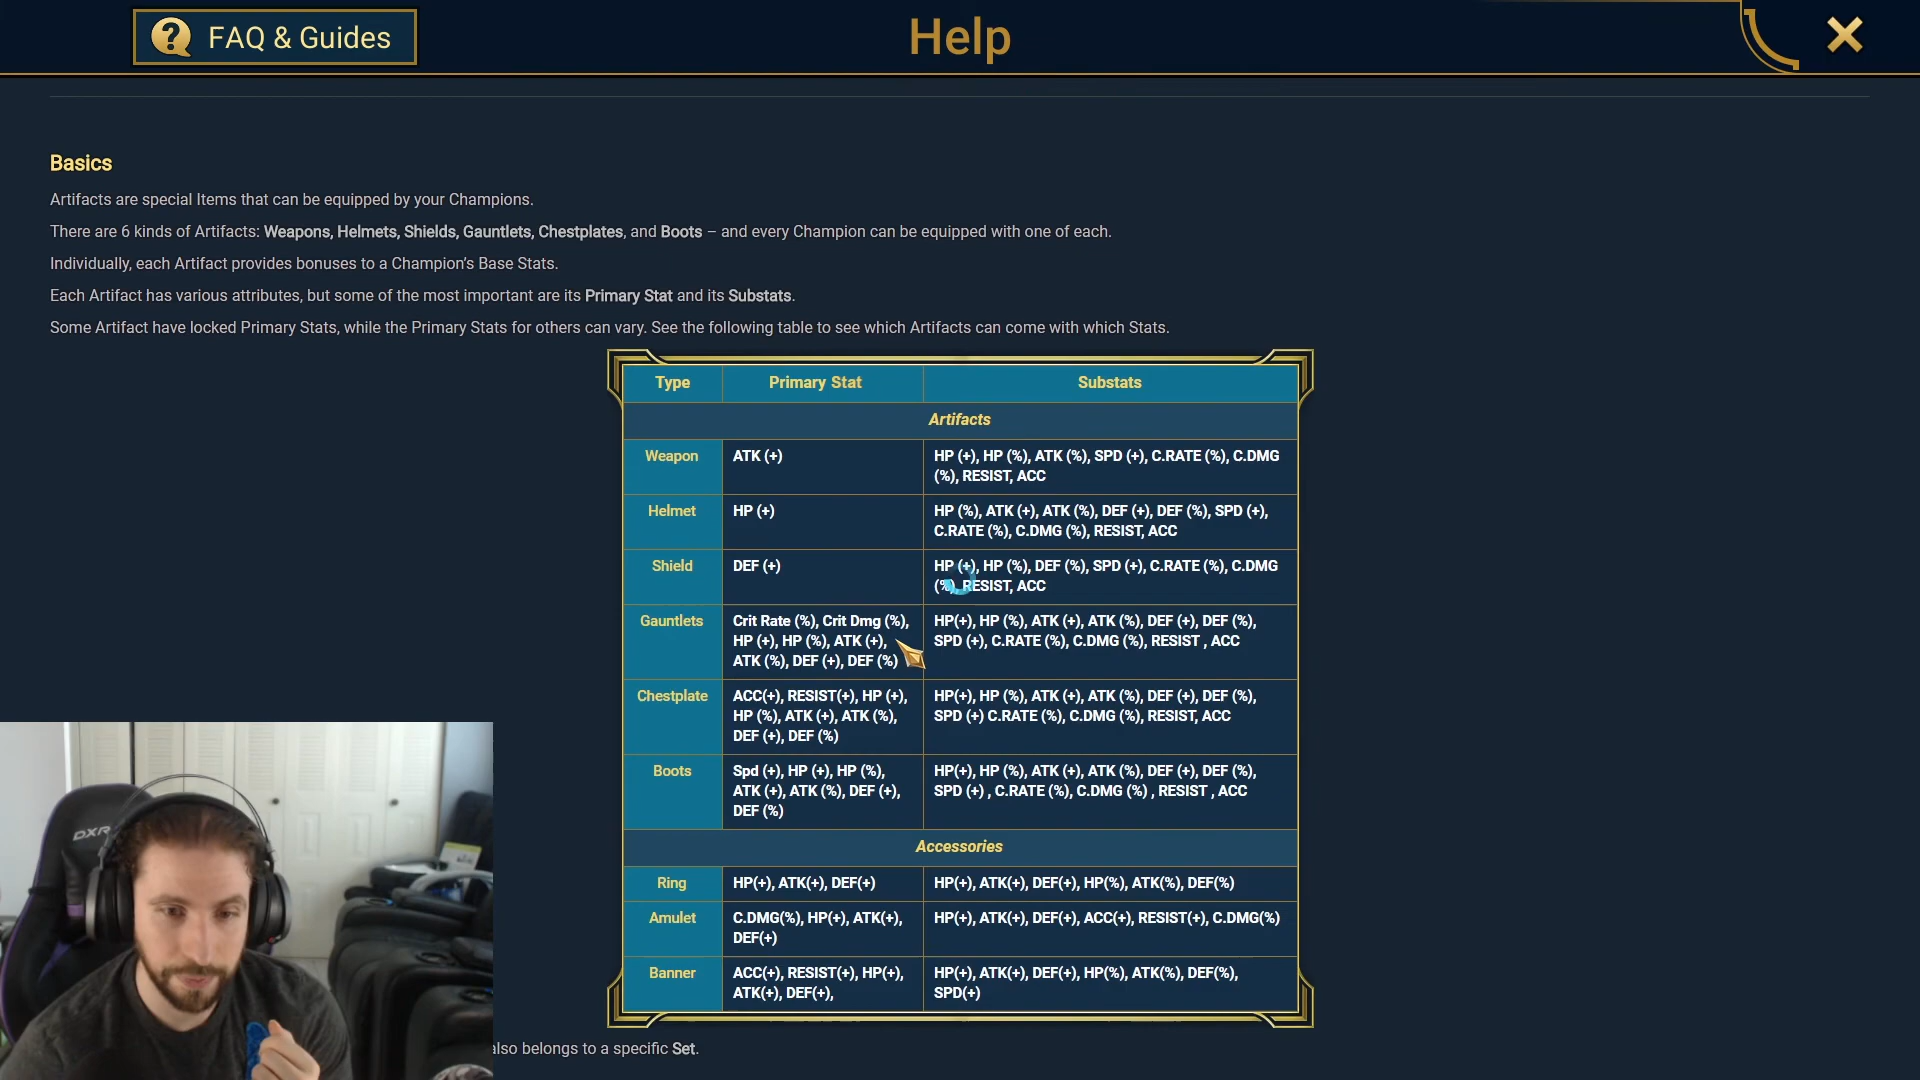 FAQ & Guides
Help
Basics
Artifacts are special Items that can be equipped by your Champions.
There are 6 kinds of Artifacts: Weapons, Helmets, Shields, Gauntlets, Chestplates, and Boots – and every Champion can be equipped with one of each.
Individually, each Artifact provides bonuses to a Champion's Base Stats.
Each Artifact has various attributes, but some of the most important are its Primary Stat and its Substats.
Some Artifact have locked Primary Stats, while the Primary Stats for others can vary. See the following table to see which Artifacts can come with which Stats.
Type Primary Stat Substats
Artifacts
Weapon ATK (+) HP (+), HP (%), ATK (%), SPD (+), C.RATE (%), C.DMG
(%), RESIST, ACC
Helmet HP (+) HP (%), ATK (+), ATK (%), DEF (+), DEF (%), SPD (+),
C.RATE (%), C.DMG (%), RESIST, ACC
Shield DEF (+) HP (+), HP (%), DEF (%), SPD (+), C.RATE (%), C.DMG
(%), RESIST, ACC
Gauntlets Crit Rate (%), Crit Dmg (%), HP(+), HP (%), ATK (+), ATK (%), DEF (+), DEF (%),
HP (+), HP (%), ATK (+), SPD (+), C.RATE (%), C.DMG (%), RESIST , ACC
ATK (%), DEF (+), DEF (%)
Chestplate ACC(+), RESIST(+), HP (+), HP(+), HP (%), ATK (+), ATK (%), DEF (+), DEF (%),
HP (%), ATK (+), ATK (%), SPD (+) C.RATE (%), C.DMG (%), RESIST, ACC
DEF (+), DEF (%)
Boots Spd (+), HP (+), HP (%), HP(+), HP (%), ATK (+), ATK (%), DEF (+), DEF (%),
ATK (+), ATK (%), DEF (+), SPD (+) , C.RATE (%), C.DMG (%) , RESIST , ACC
DEF (%)
Accessories
Ring HP(+), ATK(+), DEF(+) HP(+), ATK(+), DEF(+), HP(%), ATK(%), DEF(%)
Amulet C.DMG(%), HP(+), ATK(+), HP(+), ATK(+), DEF(+), ACC(+), RESIST(+), C.DMG(%)
DEF(+)
Banner ACC(+), RESIST(+), HP(+), HP(+), ATK(+), DEF(+), HP(%), ATK(%), DEF(%),
ATK(+), DEF(+), SPD(+)
also belongs to a specific Set.
DXR